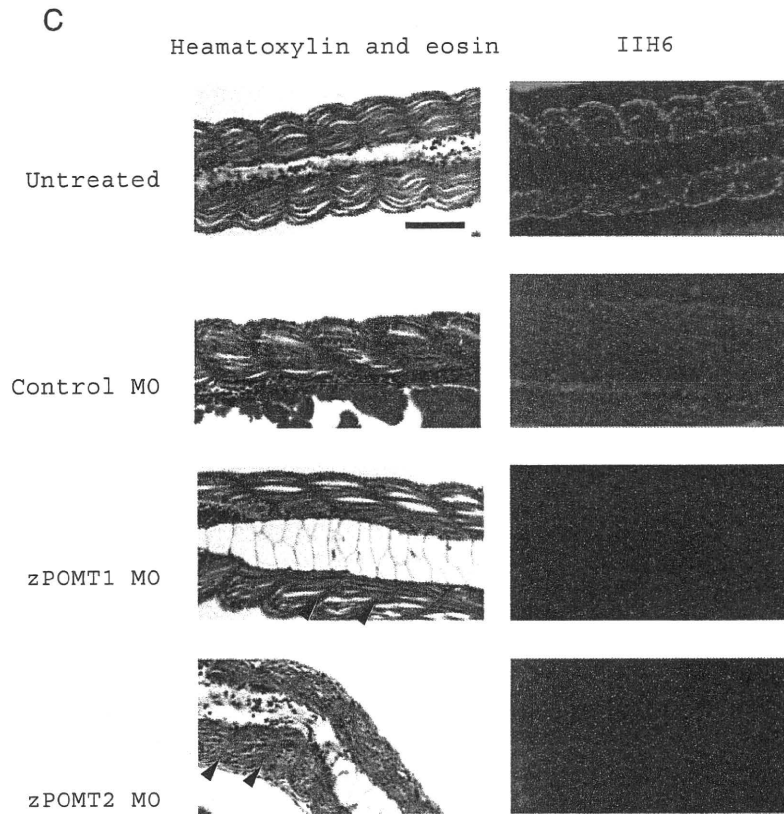 C
Heamatoxylin and eosin IIH6
Untreated
Control MO
zPOMT1 MO
zPOMT2 MO